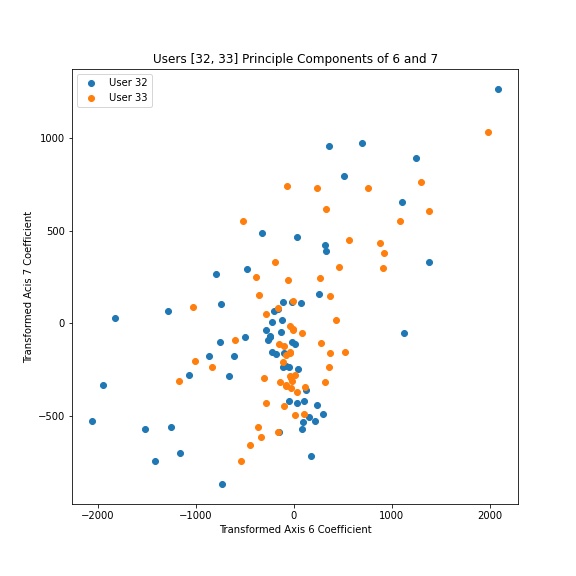 Users [32, 33] Principle Components of 6 and 7
User 32
User 33
Transformed Acis 7 Coefficient
1000
500
0
−500
−2000
−1000
0
1000
2000
Transformed Axis 6 Coefficient